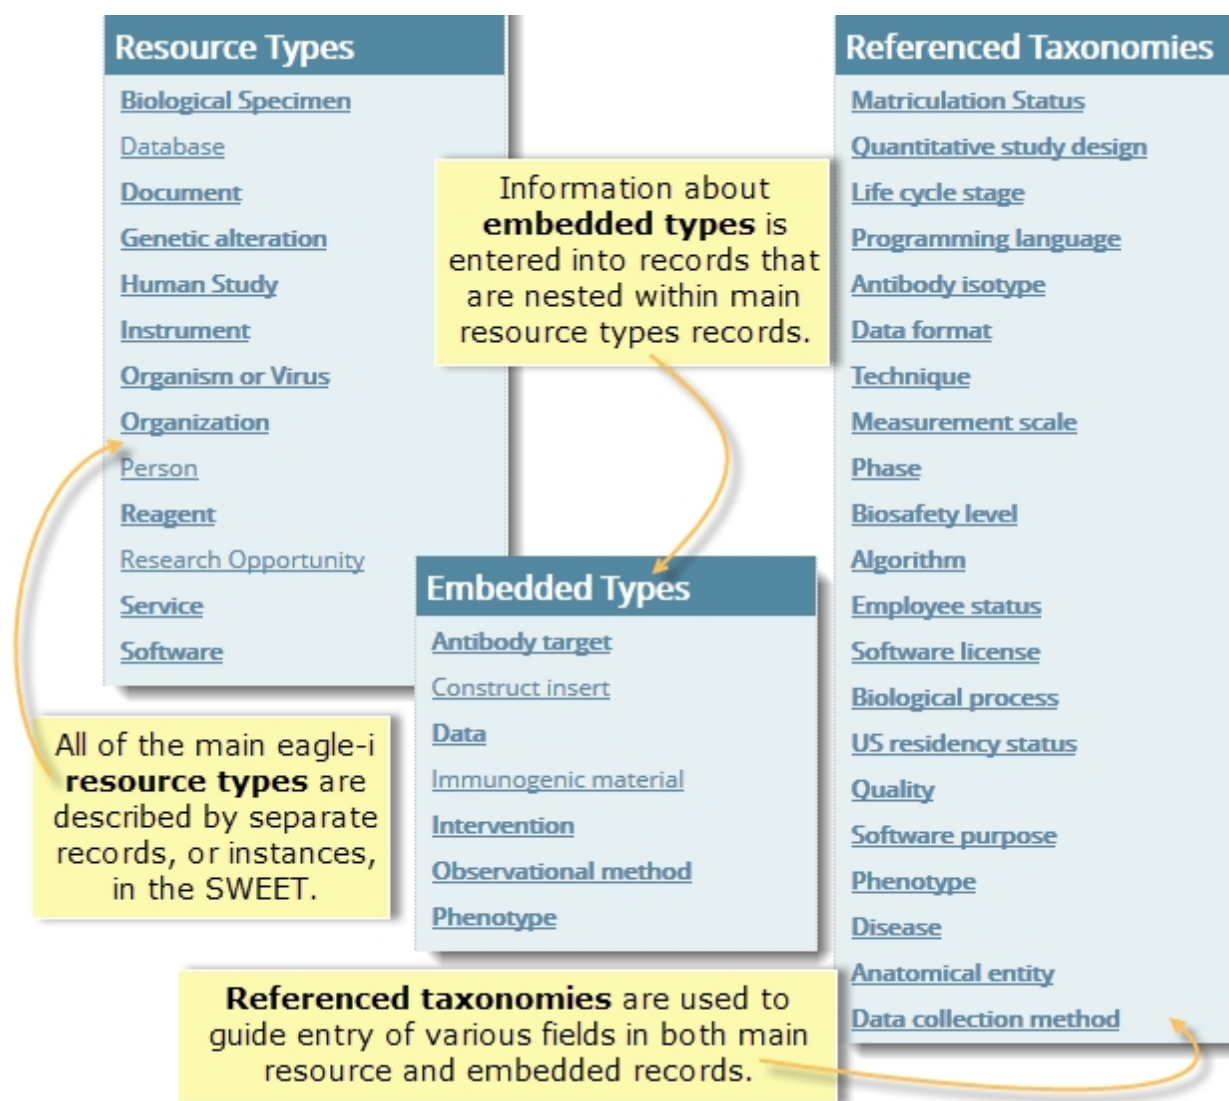 Resource Types
Biological Specimen
Database
Document
Genetic alteration
Human Study
Instrument
Organism or Virus
Organization
Person
Reagent
Research Opportunity
Service
Software
All of the main eagle-i
resource types are
described by separate
records, or instances,
in the SWEET.
Information about
embedded types is
entered into records that
are nested within main
resource types records.
Embedded Types
Antibody target
Construct insert
Data
Immunogenic material
Intervention
Observational method
Phenotype
Referenced taxonomies are used to
guide entry of various fields in both main
resource and embedded records.
Referenced Taxonomies
Matriculation Status
Quantitative study design
Life cycle stage
Programming language
Antibody isotype
Data format
Technique
Measurement scale
Phase
Biosafety level
Algorithm
Employee status
Software license
Biological process
US residency status
Quality
Software purpose
Phenotype
Disease
Anatomical entity
Data collection method